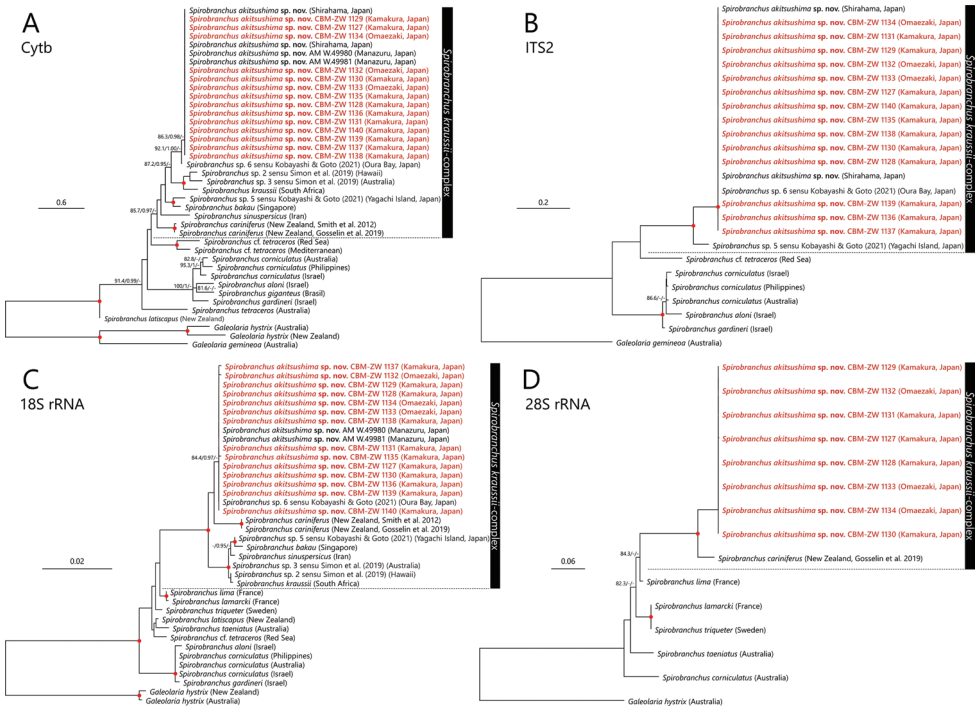 A
Cytb
Spirobranchus akitsushima sp. nov. (Shirahama, Japan)
Spirobranchus akitsushima sp. nov. CBM-ZW 1129 (Kamakura, Japan)
Spirobranchus akitsushima sp. nov. CBM-ZW 1127 (Kamakura, Japan)
Spirobranchus akitsushima sp. nov. CBM-ZW 1134 (Omaezaki, Japan)
Spirobranchus akitsushima sp. nov. (Shirahama, Japan)
Spirobranchus akitsushima sp. nov. AM W.49980 (Manazuru, Japan)
Spirobranchus akitsushima sp. nov. AM W.49981 (Manazuru, Japan)
Spirobranchus akitsushima sp. nov. CBM-ZW 1132 (Omaezaki, Japan)
Spirobranchus akitsushima sp. nov. CBM-ZW 1130 (Kamakura, Japan)
Spirobranchus akitsushima sp. nov. CBM-ZW 1133 (Omaezaki, Japan)
Spirobranchus akitsushima sp. nov. CBM-ZW 1135 (Kamakura, Japan)
Spirobranchus akitsushima sp. nov. CBM-ZW 1128 (Kamakura, Japan)
Spirobranchus akitsushima sp. nov. CBM-ZW 1136 (Kamakura, Japan)
Spirobranchus akitsushima sp. nov. CBM-ZW 1131 (Kamakura, Japan)
Spirobranchus akitsushima sp. nov. CBM-ZW 1140 (Kamakura, Japan)
Spirobranchus akitsushima sp. nov. CBM-ZW 1139 (Kamakura, Japan)
Spirobranchus akitsushima sp. nov. CBM-ZW 1137 (Kamakura, Japan)
Spirobranchus akitsushima sp. nov. CBM-ZW 1138 (Kamakura, Japan)
Spirobranchus sp. 6 sensu Kobayashi & Goto (2021) (Oura Bay, Japan)
Spirobranchus sp. 2 sensu Simon et al. (2019) (Hawaii)
Spirobranchus sp. 3 sensu Simon et al. (2019) (Australia)
Spirobranchus kraussii (South Africa)
Spirobranchus sp. 5 sensu Kobayashi & Goto (2021) (Yagachi Island, Japan)
Spirobranchus bakau (Singapore)
Spirobranchus sinuspersicus (Iran)
Spirobranchus cariniferus (New Zealand, Smith et al. 2012)
Spirobranchus cariniferus (New Zealand, Gosselin et al. 2019)
Spirobranchus cf. tetraceros (Red Sea)
Spirobranchus cf. tetraceros (Mediterranean)
Spirobranchus corniculatus (Australia)
Spirobranchus corniculatus (Philippines)
Spirobranchus corniculatus (Israel)
Spirobranchus aloni (Israel)
Spirobranchus giganteus (Brasil)
Spirobranchus gardineri (Israel)
Spirobranchus tetraceros (Australia)
Spirobranchus latiscapus (New Zealand)
Galeolaria hystrix (Australia)
Galeolaria hystrix (New Zealand)
Galeolaria gemineoa (Australia)
86.3/0.98/-
92.1/1.00/-
87.2/0.95/-
85.7/0.97/-
82.8/-/-
95.3/1/-
100/1/-
81.6/-/-
91.4/0.99/-
0.6
Spirobranchus kraussii-complex
B
ITS2
Spirobranchus akitsushima sp. nov. (Shirahama, Japan)
Spirobranchus akitsushima sp. nov. CBM-ZW 1134 (Omaezaki, Japan)
Spirobranchus akitsushima sp. nov. CBM-ZW 1131 (Kamakura, Japan)
Spirobranchus akitsushima sp. nov. CBM-ZW 1129 (Kamakura, Japan)
Spirobranchus akitsushima sp. nov. CBM-ZW 1132 (Omaezaki, Japan)
Spirobranchus akitsushima sp. nov. CBM-ZW 1133 (Omaezaki, Japan)
Spirobranchus akitsushima sp. nov. CBM-ZW 1127 (Kamakura, Japan)
Spirobranchus akitsushima sp. nov. CBM-ZW 1140 (Kamakura, Japan)
Spirobranchus akitsushima sp. nov. CBM-ZW 1135 (Kamakura, Japan)
Spirobranchus akitsushima sp. nov. CBM-ZW 1138 (Kamakura, Japan)
Spirobranchus akitsushima sp. nov. CBM-ZW 1130 (Kamakura, Japan)
Spirobranchus akitsushima sp. nov. CBM-ZW 1128 (Kamakura, Japan)
Spirobranchus akitsushima sp. nov. (Shirahama, Japan)
Spirobranchus sp. 6 sensu Kobayashi & Goto (2021) (Oura Bay, Japan)
Spirobranchus akitsushima sp. nov. CBM-ZW 1139 (Kamakura, Japan)
Spirobranchus akitsushima sp. nov. CBM-ZW 1136 (Kamakura, Japan)
Spirobranchus akitsushima sp. nov. CBM-ZW 1137 (Kamakura, Japan)
Spirobranchus sp. 5 sensu Kobayashi & Goto (2021) (Yagachi Island, Japan)
Spirobranchus cf. tetraceros (Red Sea)
Spirobranchus corniculatus (Israel)
Spirobranchus corniculatus (Philippines)
Spirobranchus corniculatus (Australia)
Spirobranchus aloni (Israel)
Spirobranchus gardineri (Israel)
Galeolaria gemineoa (Australia)
86.6/-/-
0.2
Spirobranchus kraussii-complex
C
18S rRNA
Spirobranchus akitsushima sp. nov. CBM-ZW 1137 (Kamakura, Japan)
Spirobranchus akitsushima sp. nov. CBM-ZW 1132 (Omaezaki, Japan)
Spirobranchus akitsushima sp. nov. CBM-ZW 1129 (Kamakura, Japan)
Spirobranchus akitsushima sp. nov. CBM-ZW 1128 (Kamakura, Japan)
Spirobranchus akitsushima sp. nov. CBM-ZW 1134 (Omaezaki, Japan)
Spirobranchus akitsushima sp. nov. CBM-ZW 1133 (Omaezaki, Japan)
Spirobranchus akitsushima sp. nov. CBM-ZW 1138 (Kamakura, Japan)
Spirobranchus akitsushima sp. nov. AM W.49980 (Manazuru, Japan)
Spirobranchus akitsushima sp. nov. AM W.49981 (Manazuru, Japan)
Spirobranchus akitsushima sp. nov. CBM-ZW 1131 (Kamakura, Japan)
Spirobranchus akitsushima sp. nov. CBM-ZW 1135 (Kamakura, Japan)
Spirobranchus akitsushima sp. nov. CBM-ZW 1127 (Kamakura, Japan)
Spirobranchus akitsushima sp. nov. CBM-ZW 1130 (Kamakura, Japan)
Spirobranchus akitsushima sp. nov. CBM-ZW 1136 (Kamakura, Japan)
Spirobranchus akitsushima sp. nov. CBM-ZW 1139 (Kamakura, Japan)
Spirobranchus sp. 6 sensu Kobayashi & Goto (2021) (Oura Bay, Japan)
Spirobranchus akitsushima sp. nov. CBM-ZW 1140 (Kamakura, Japan)
Spirobranchus cariniferus (New Zealand, Smith et al. 2012)
Spirobranchus cariniferus (New Zealand, Gosselin et al. 2019)
Spirobranchus sp. 5 sensu Kobayashi & Goto (2021) (Yagachi Island, Japan)
Spirobranchus bakau (Singapore)
Spirobranchus sinuspersicus (Iran)
Spirobranchus sp. 3 sensu Simon et al. (2019) (Australia)
Spirobranchus sp. 2 sensu Simon et al. (2019) (Hawaii)
Spirobranchus kraussii (South Africa)
Spirobranchus lima (France)
Spirobranchus lamarcki (France)
Spirobranchus triqueter (Sweden)
Spirobranchus latiscapus (New Zealand)
Spirobranchus taeniatus (Australia)
Spirobranchus cf. tetraceros (Red Sea)
Spirobranchus aloni (Israel)
Spirobranchus corniculatus (Philippines)
Spirobranchus corniculatus (Australia)
Spirobranchus corniculatus (Israel)
Spirobranchus gardineri (Israel)
Galeolaria hystrix (New Zealand)
Galeolaria hystrix (Australia)
84.4/0.97/-
-/0.95/-
0.02
Spirobranchus kraussii-complex
D
28S rRNA
Spirobranchus akitsushima sp. nov. CBM-ZW 1129 (Kamakura, Japan)
Spirobranchus akitsushima sp. nov. CBM-ZW 1132 (Omaezaki, Japan)
Spirobranchus akitsushima sp. nov. CBM-ZW 1131 (Kamakura, Japan)
Spirobranchus akitsushima sp. nov. CBM-ZW 1127 (Kamakura, Japan)
Spirobranchus akitsushima sp. nov. CBM-ZW 1128 (Kamakura, Japan)
Spirobranchus akitsushima sp. nov. CBM-ZW 1133 (Omaezaki, Japan)
Spirobranchus akitsushima sp. nov. CBM-ZW 1134 (Omaezaki, Japan)
Spirobranchus akitsushima sp. nov. CBM-ZW 1130 (Kamakura, Japan)
Spirobranchus cariniferus (New Zealand, Gosselin et al. 2019)
Spirobranchus lima (France)
Spirobranchus lamarcki (France)
Spirobranchus triqueter (Sweden)
Spirobranchus taeniatus (Australia)
Spirobranchus corniculatus (Australia)
Galeolaria hystrix (Australia)
84.3/-/-
82.3/-/-
0.06
Spirobranchus kraussii-complex